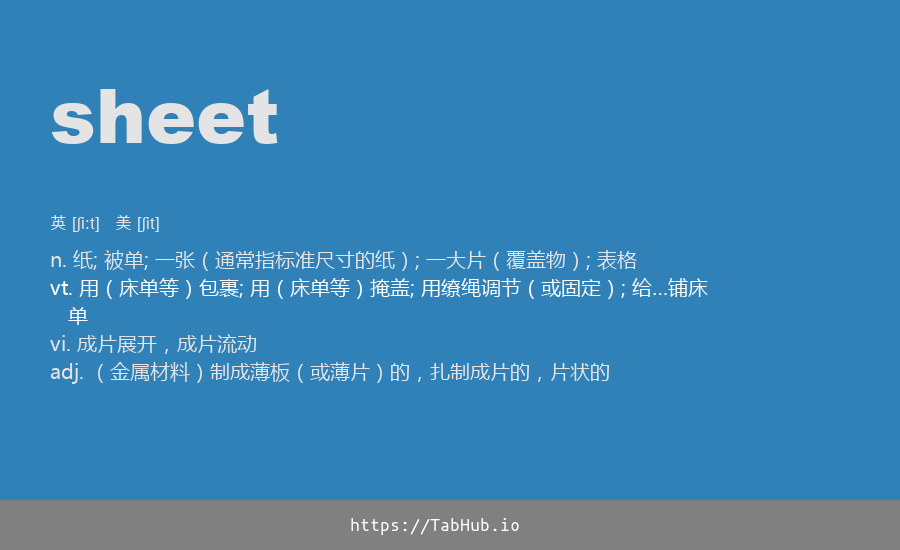 sheet
英 [ʃi:t] 美 [ʃit]
n. 纸; 被单; 一张（通常指标准尺寸的纸）; 一大片（覆盖物）; 表格
vt. 用（床单等）包裹; 用（床单等）掩盖; 用缭绳调节（或固定）; 给…铺床
单
vi. 成片展开，成片流动
adj. （金属材料）制成薄板（或薄片）的，扎制成片的，片状的
https://TabHub.io